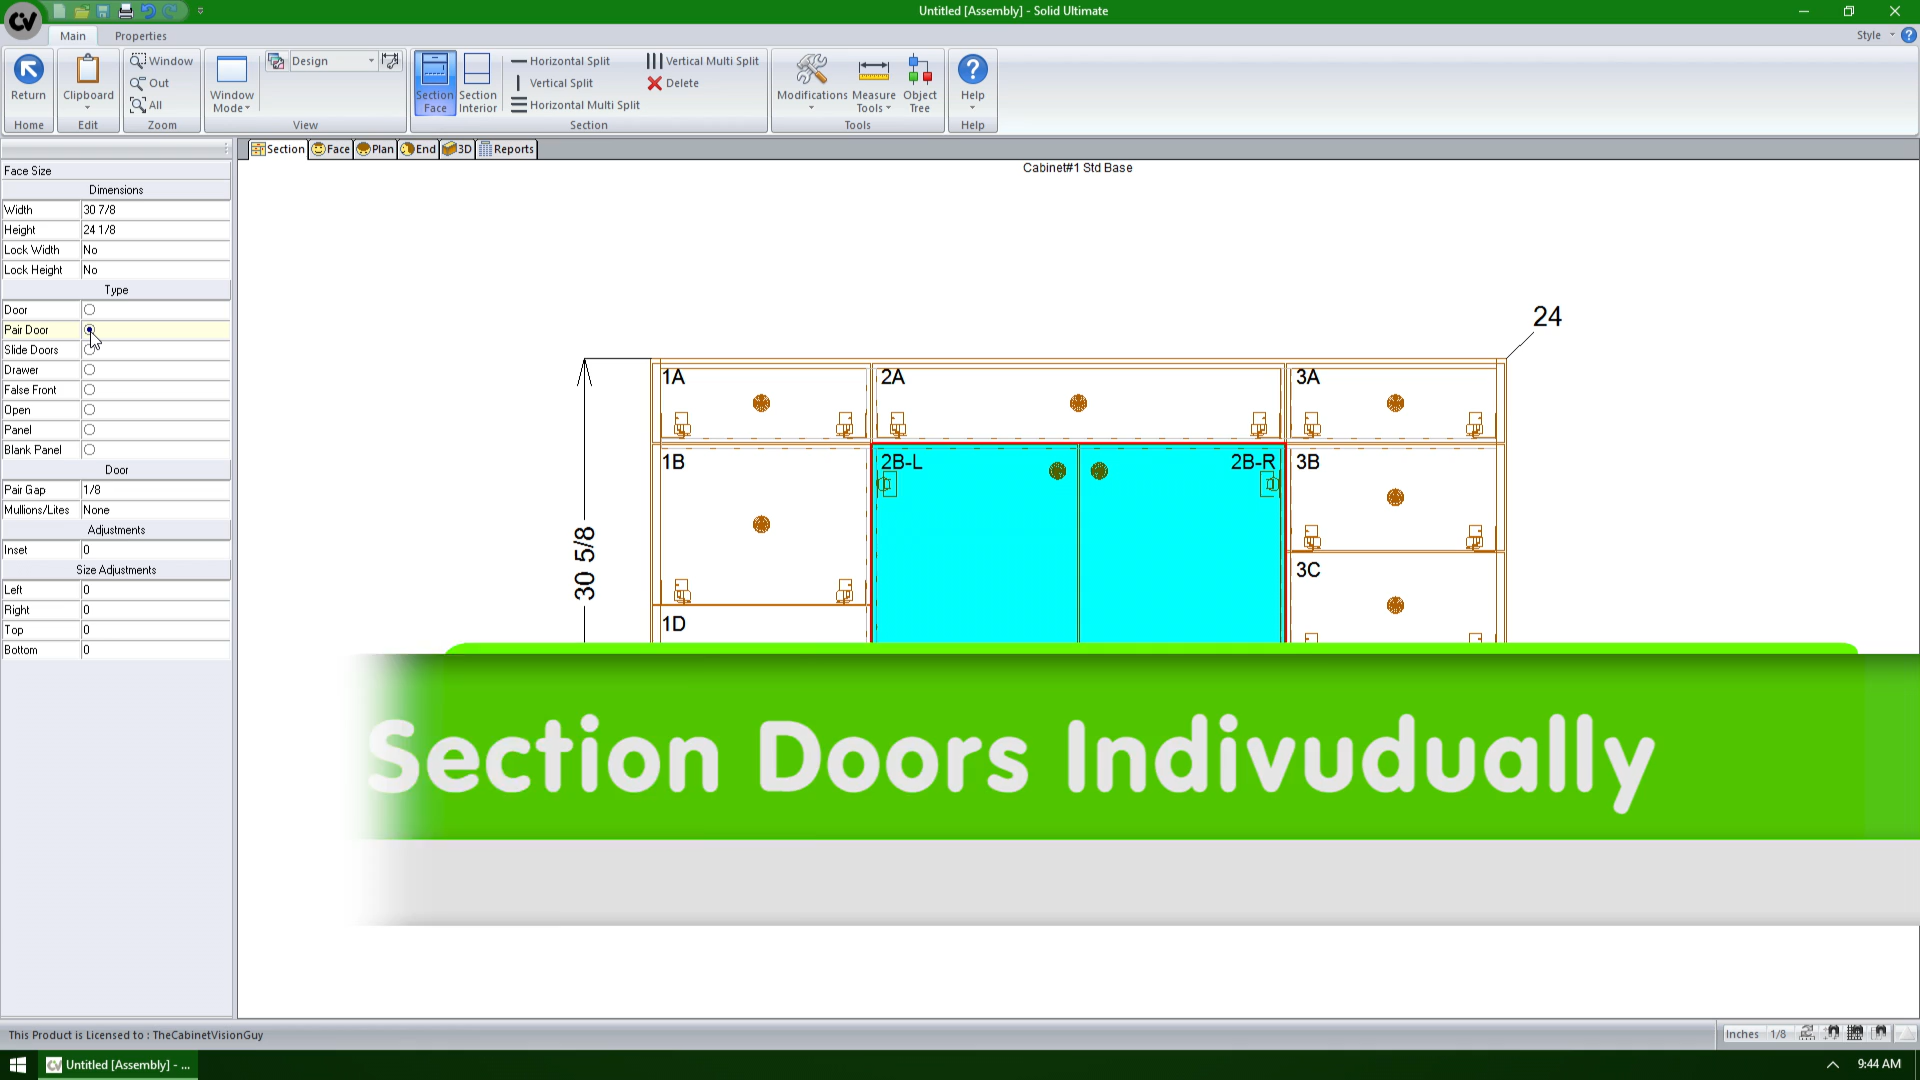 CV
Untitled [Assembly] - Solid Ultimate
Main Properties Style
Return Clipboard Window Out All Window Mode Design Section Face Section Interior Horizontal Split Vertical Split Horizontal Multi Split Vertical Multi Split Delete Modifications Measure Tools Object Tree Help
Home Edit Zoom View Section Tools Help
Section Face Plan End 3D Reports
Cabinet#1 Std Base
Face Size
Dimensions
Width 30 7/8
Height 24 1/8
Lock Width No
Lock Height No
Type
Door
Pair Door
Slide Doors
Drawer
False Front
Open
Panel
Blank Panel
Door
Pair Gap 1/8
Mullions/Lites None
Adjustments
Inset 0
Size Adjustments
Left 0
Right 0
Top 0
Bottom 0
24
1A 2A 3A
1B 2B-L 2B-R 3B
30 5/8
3C
1D
Section Doors Indivudually
This Product is Licensed to : TheCabinetVisionGuy
Inches 1/8
CV Untitled [Assembly] - ...
9:44 AM